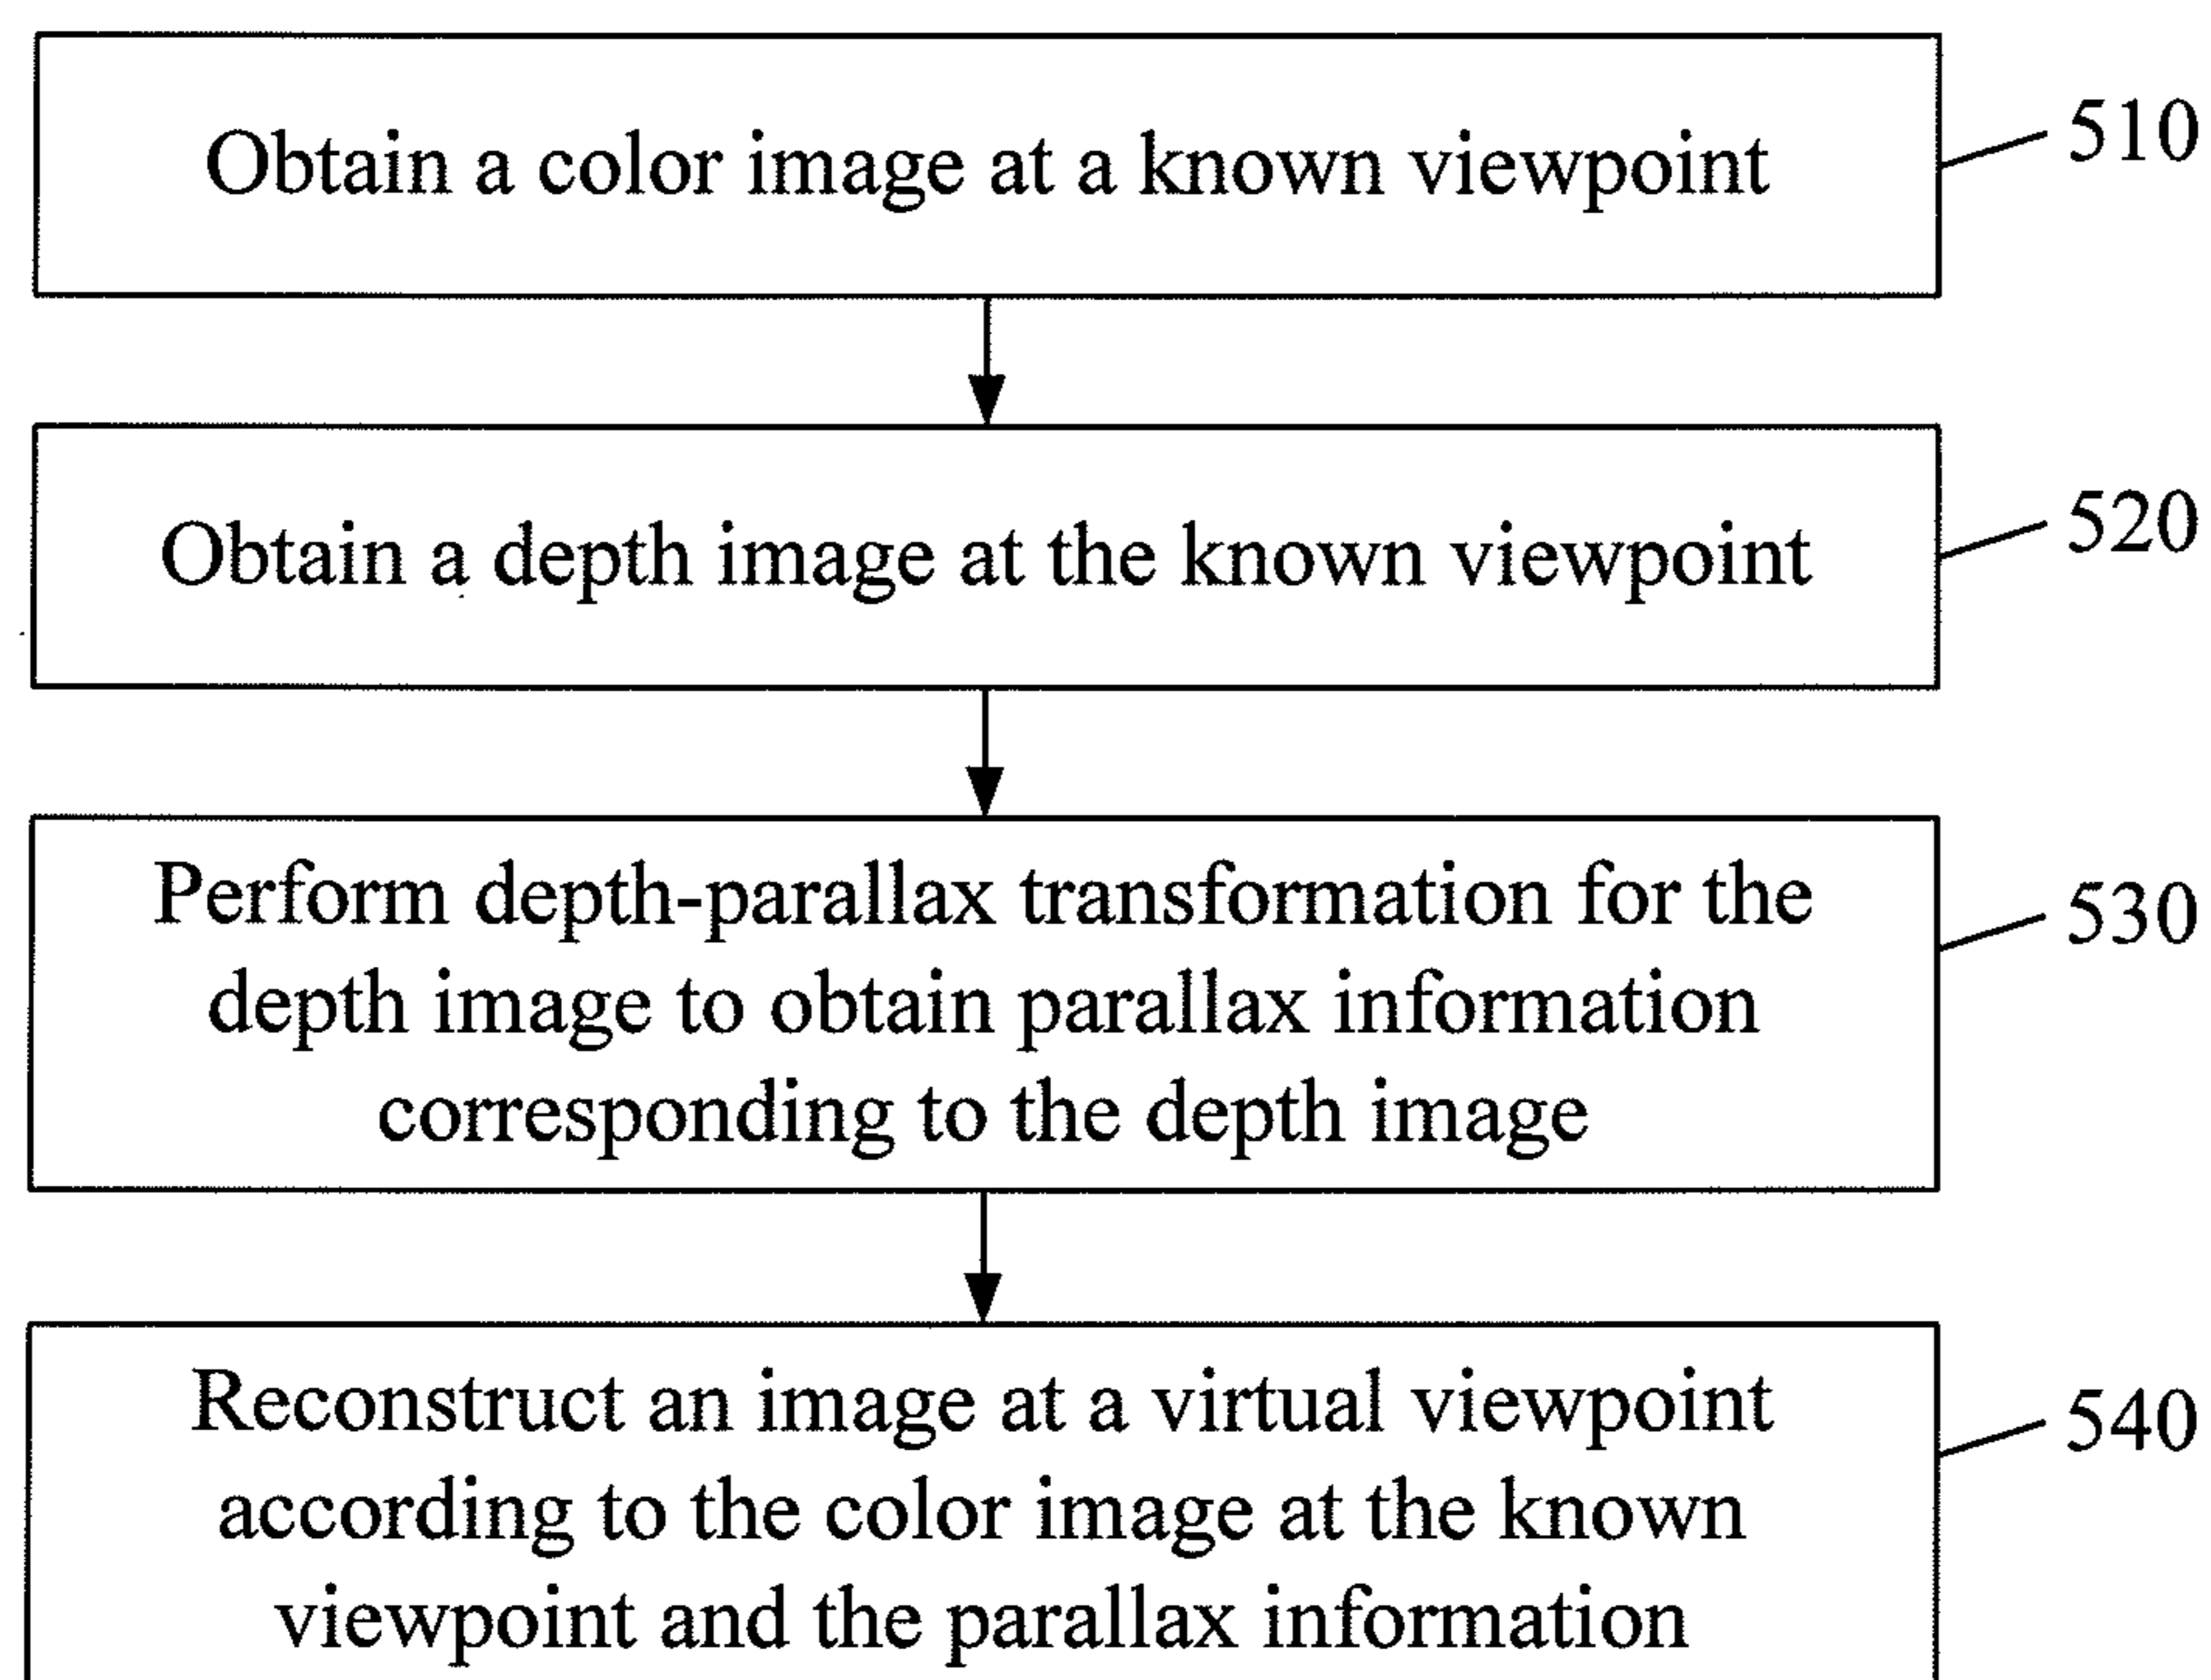 Obtain a color image at a known viewpoint
510
Obtain a depth image at the known viewpoint
520
Perform depth-parallax transformation for the
depth image to obtain parallax information
corresponding to the depth image
530
Reconstruct an image at a virtual viewpoint
according to the color image at the known
viewpoint and the parallax information
540